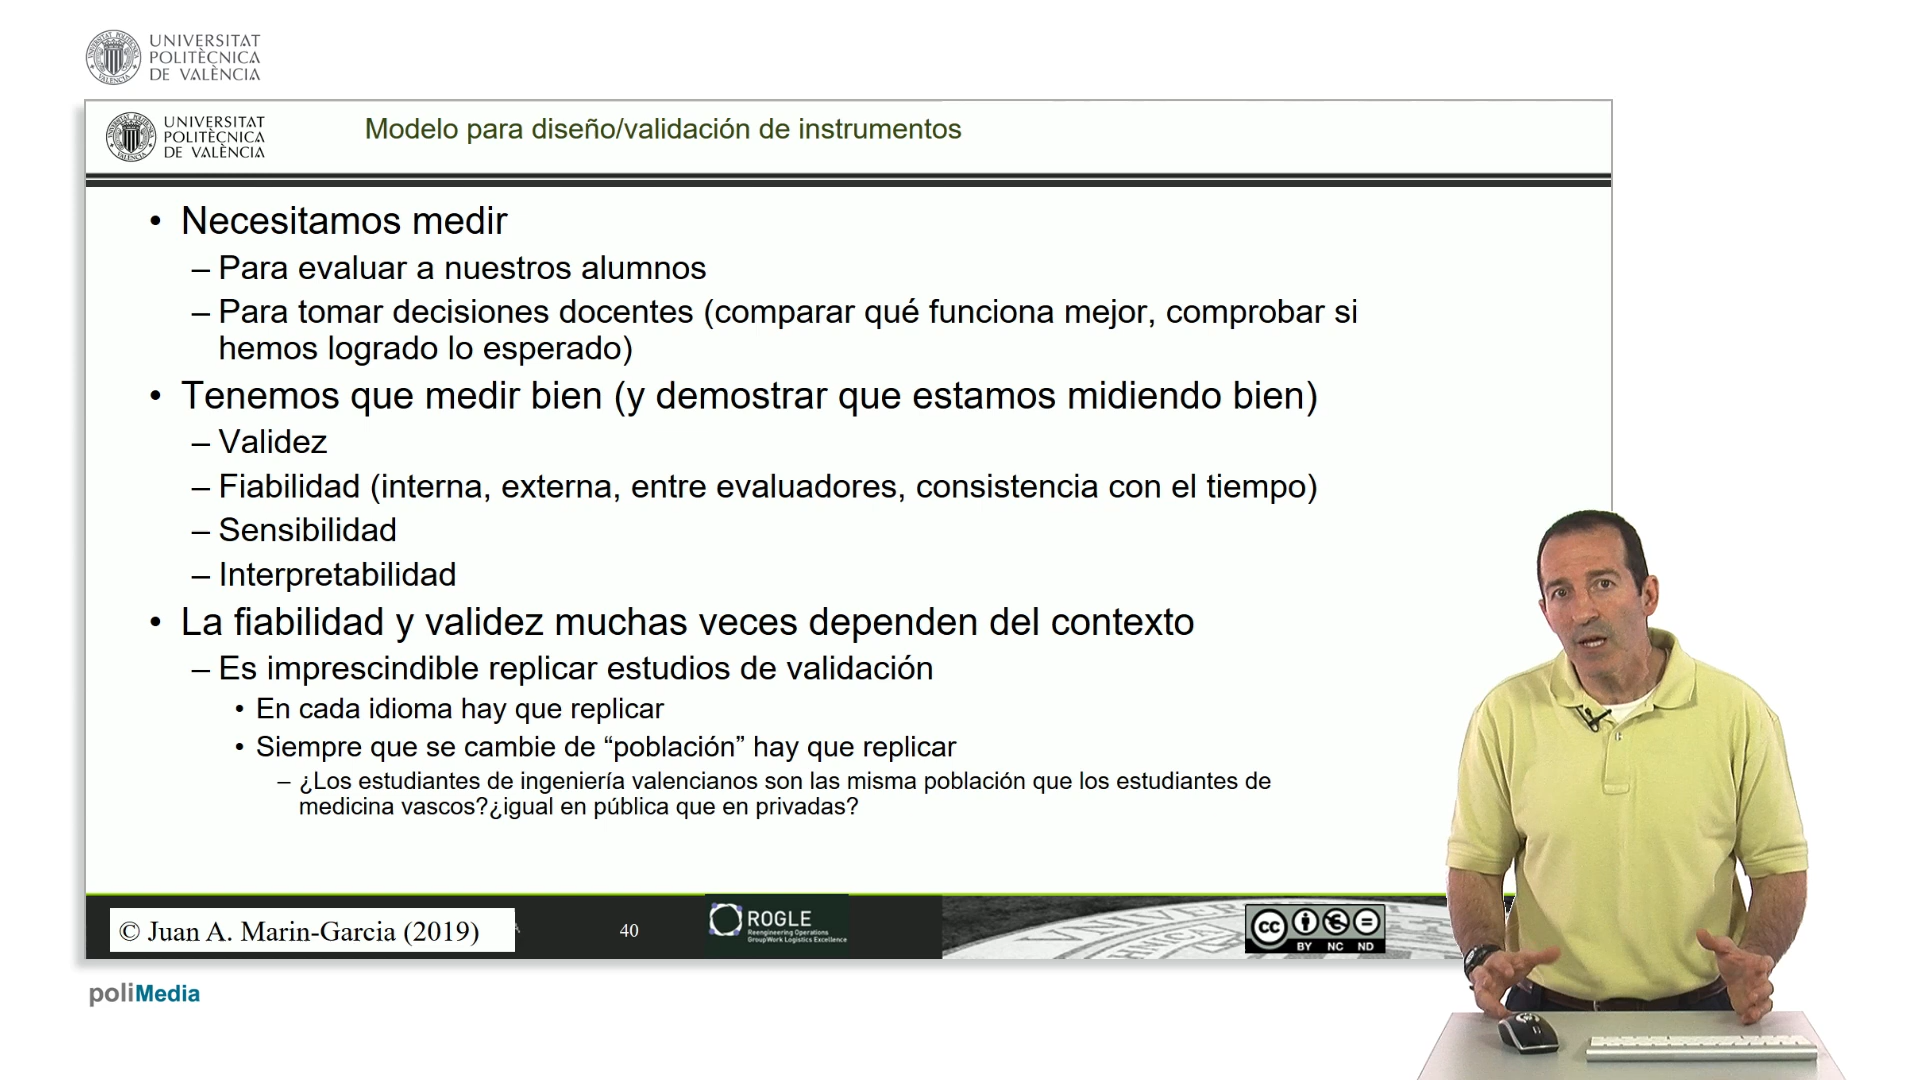 UNIVERSITAT
POLITÈCNICA
DE VALÈNCIA
UNIVERSITAT
POLITÈCNICA
DE VALÈNCIA
Modelo para diseño/validación de instrumentos
• Necesitamos medir
– Para evaluar a nuestros alumnos
– Para tomar decisiones docentes (comparar qué funciona mejor, comprobar si
hemos logrado lo esperado)
• Tenemos que medir bien (y demostrar que estamos midiendo bien)
– Validez
– Fiabilidad (interna, externa, entre evaluadores, consistencia con el tiempo)
– Sensibilidad
– Interpretabilidad
• La fiabilidad y validez muchas veces dependen del contexto
– Es imprescindible replicar estudios de validación
• En cada idioma hay que replicar
• Siempre que se cambie de “población” hay que replicar
– ¿Los estudiantes de ingeniería valencianos son las misma población que los estudiantes de
medicina vascos?¿igual en pública que en privadas?
© Juan A. Marin-Garcia (2019)
40
ROGLE
Reengineering Operations
GroupWork Logistics Excellence
cc
BY NC ND
poliMedia